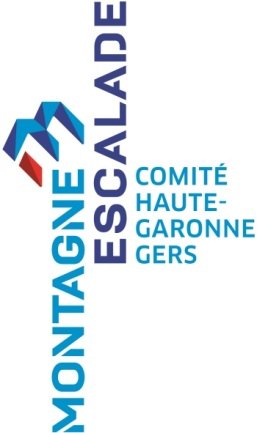 MONTAGNE
ESCALADE
COMITÉ
HAUTE-
GARONNE
GERS